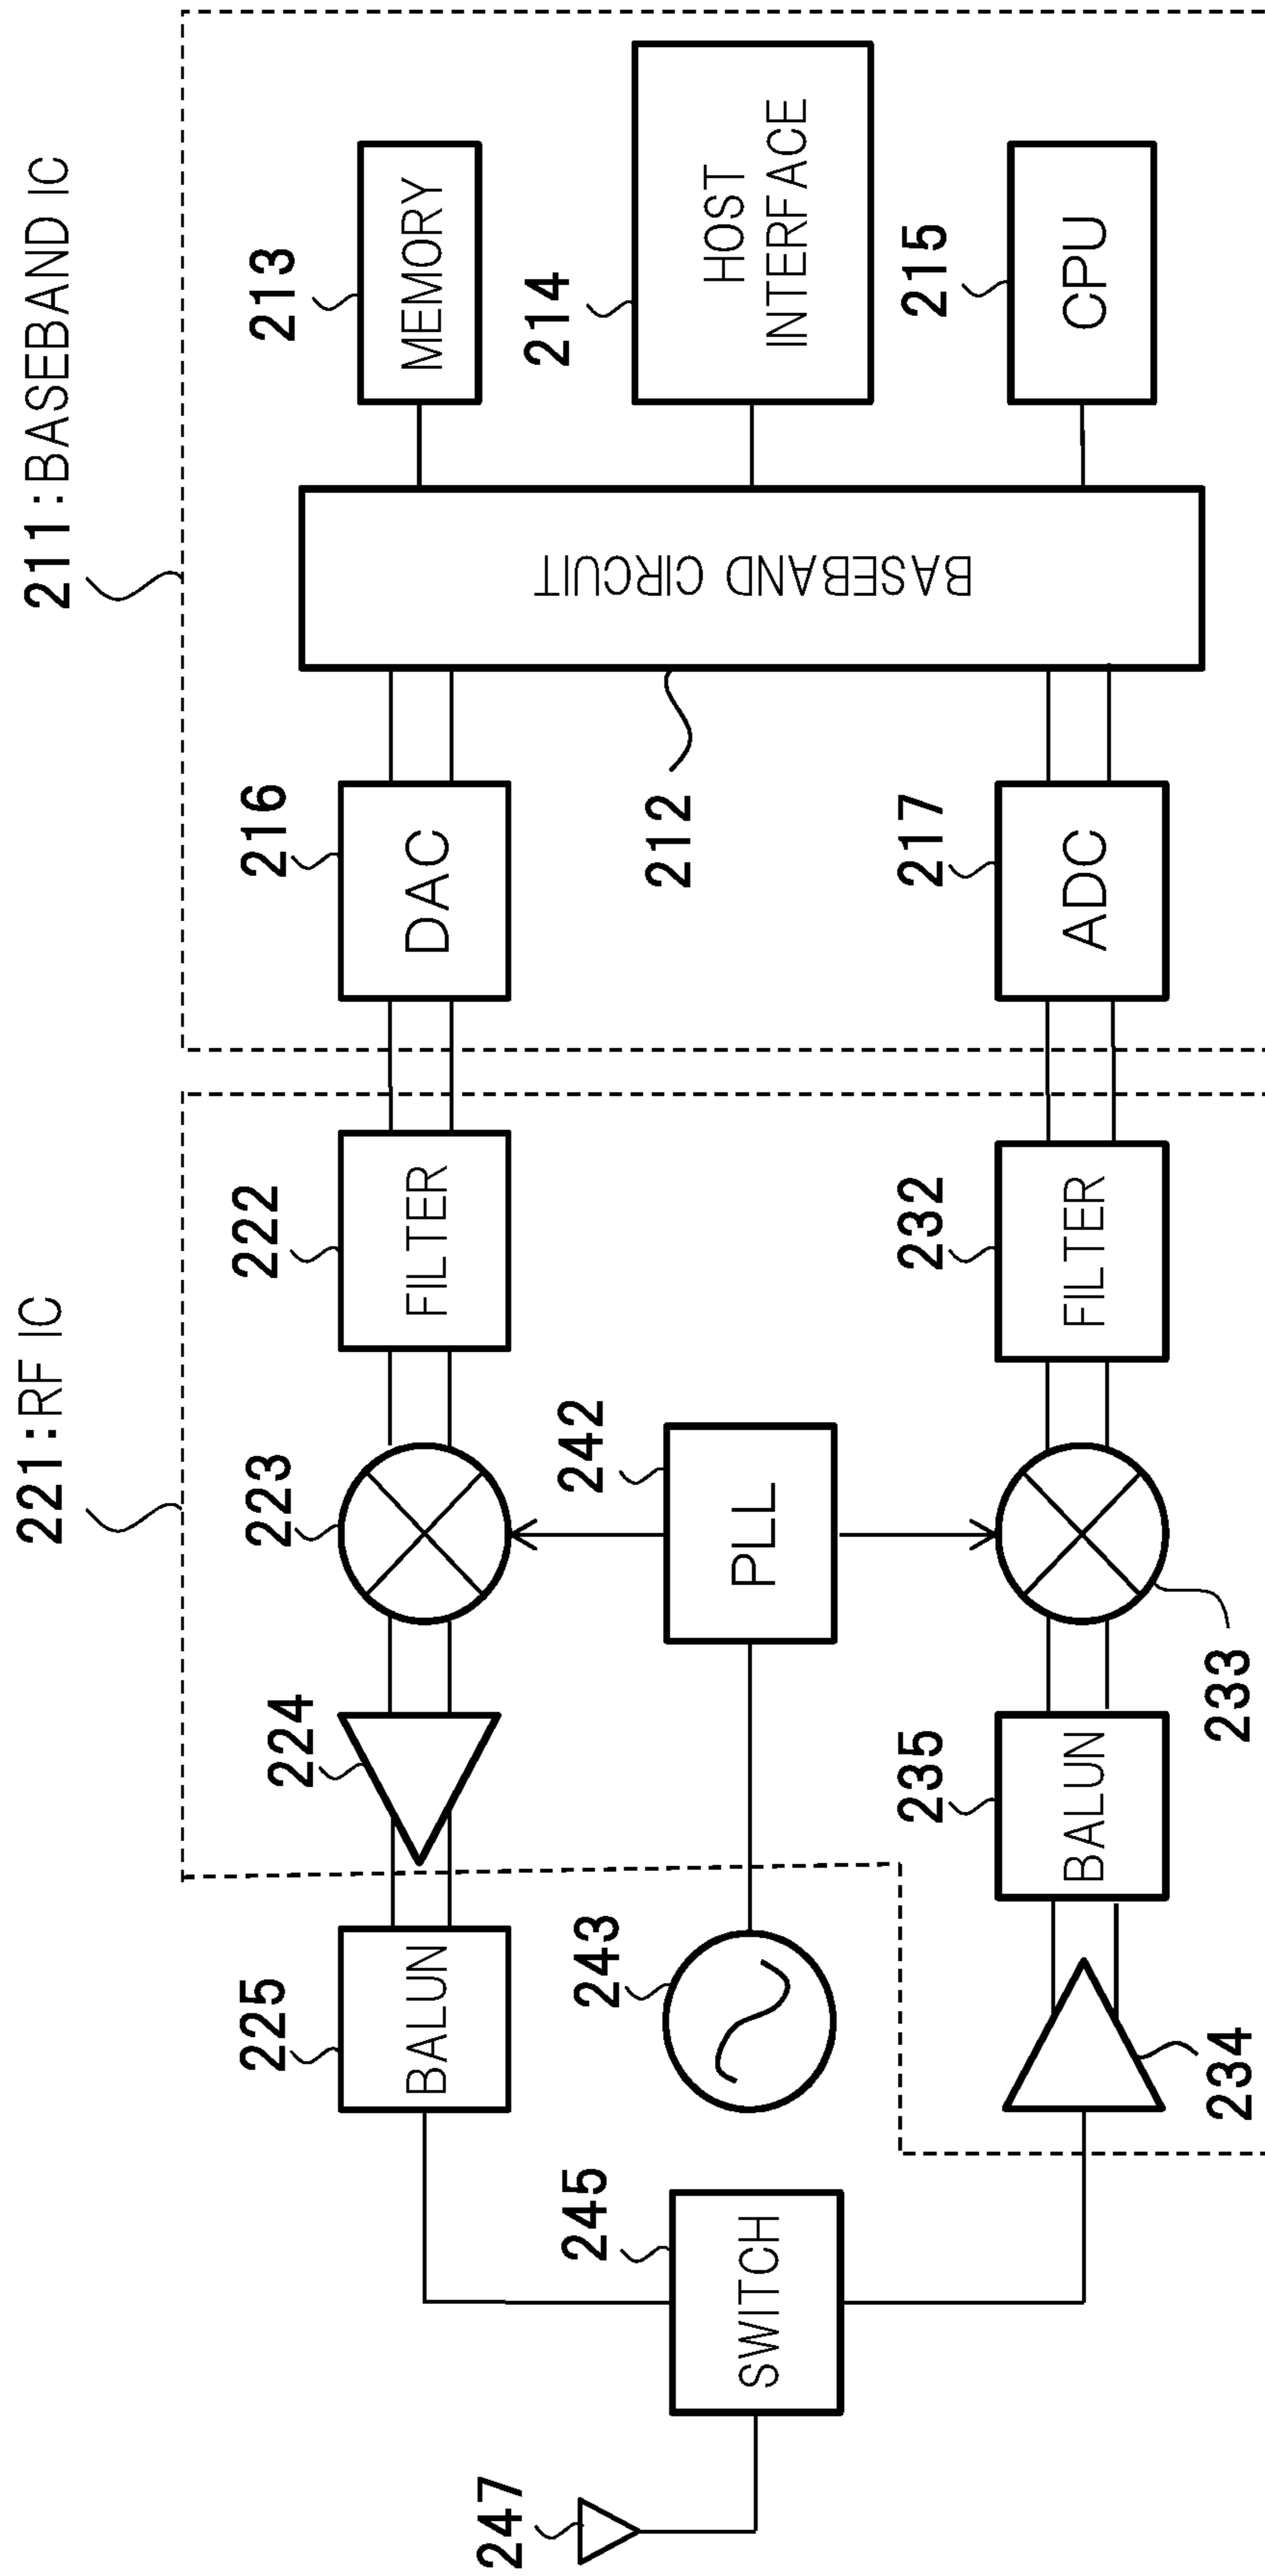 221:RF IC
211:BASEBAND IC
247
245
SWITCH
225
BALUN
224
223
222
FILTER
216
DAC
213
MEMORY
243
242
PLL
212
BASEBAND CIRCUIT
214
HOST
INTERFACE
234
235
BALUN
233
232
FILTER
217
ADC
215
CPU